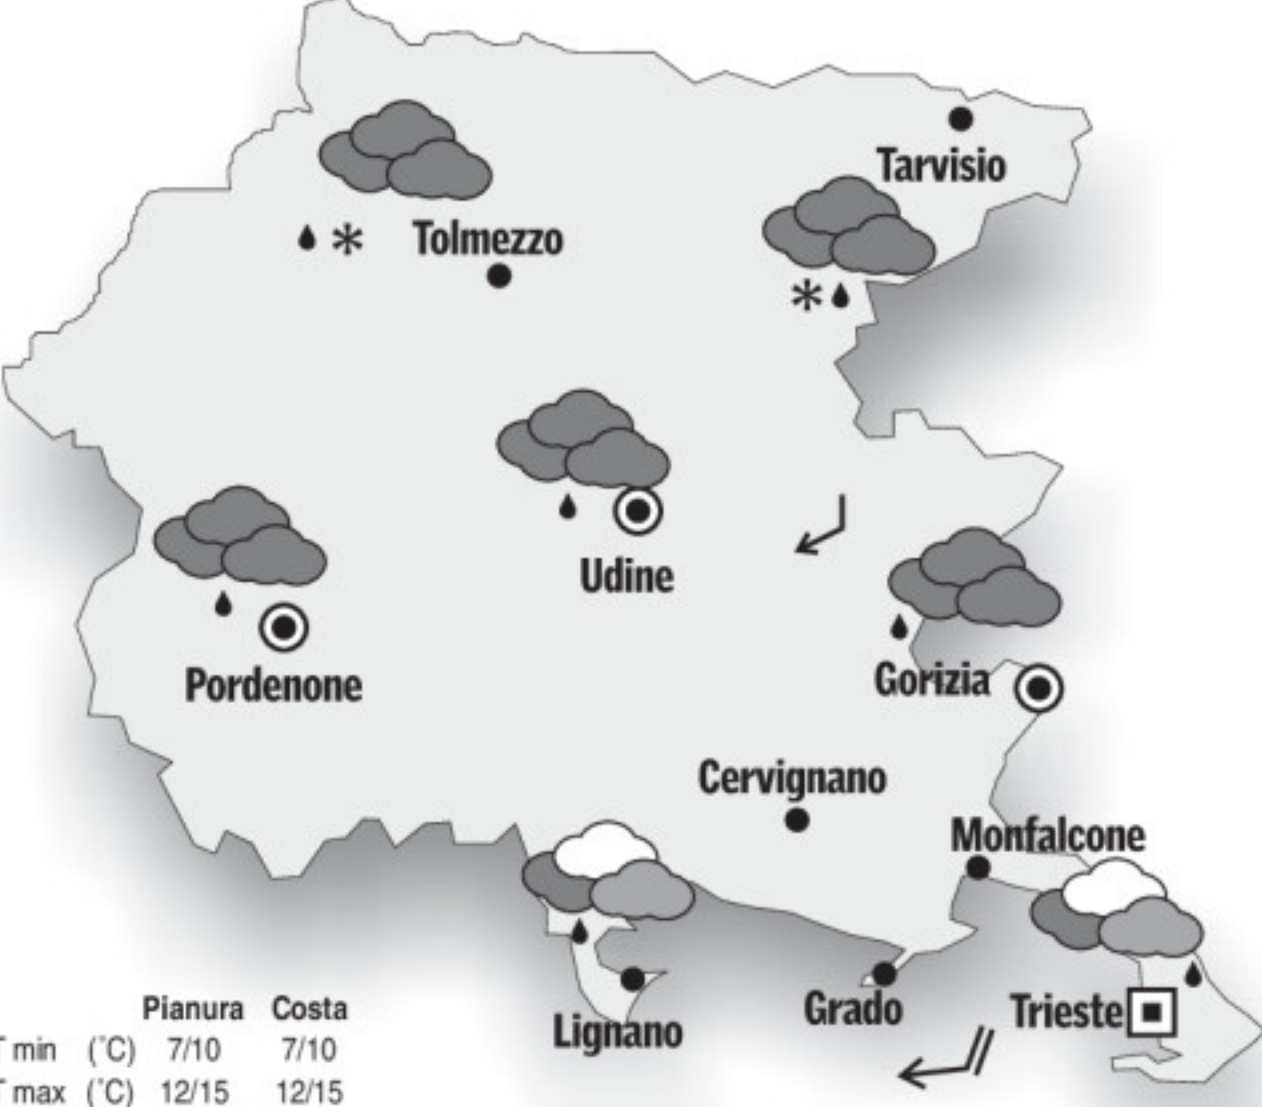 Tarvisio
Tolmezzo
Udine
Pordenone
Gorizia
Cervignano
Monfalcone
Lignano
Grado
Trieste
Pianura Costa
T min (°C) 7/10 7/10
T max (°C) 12/15 12/15